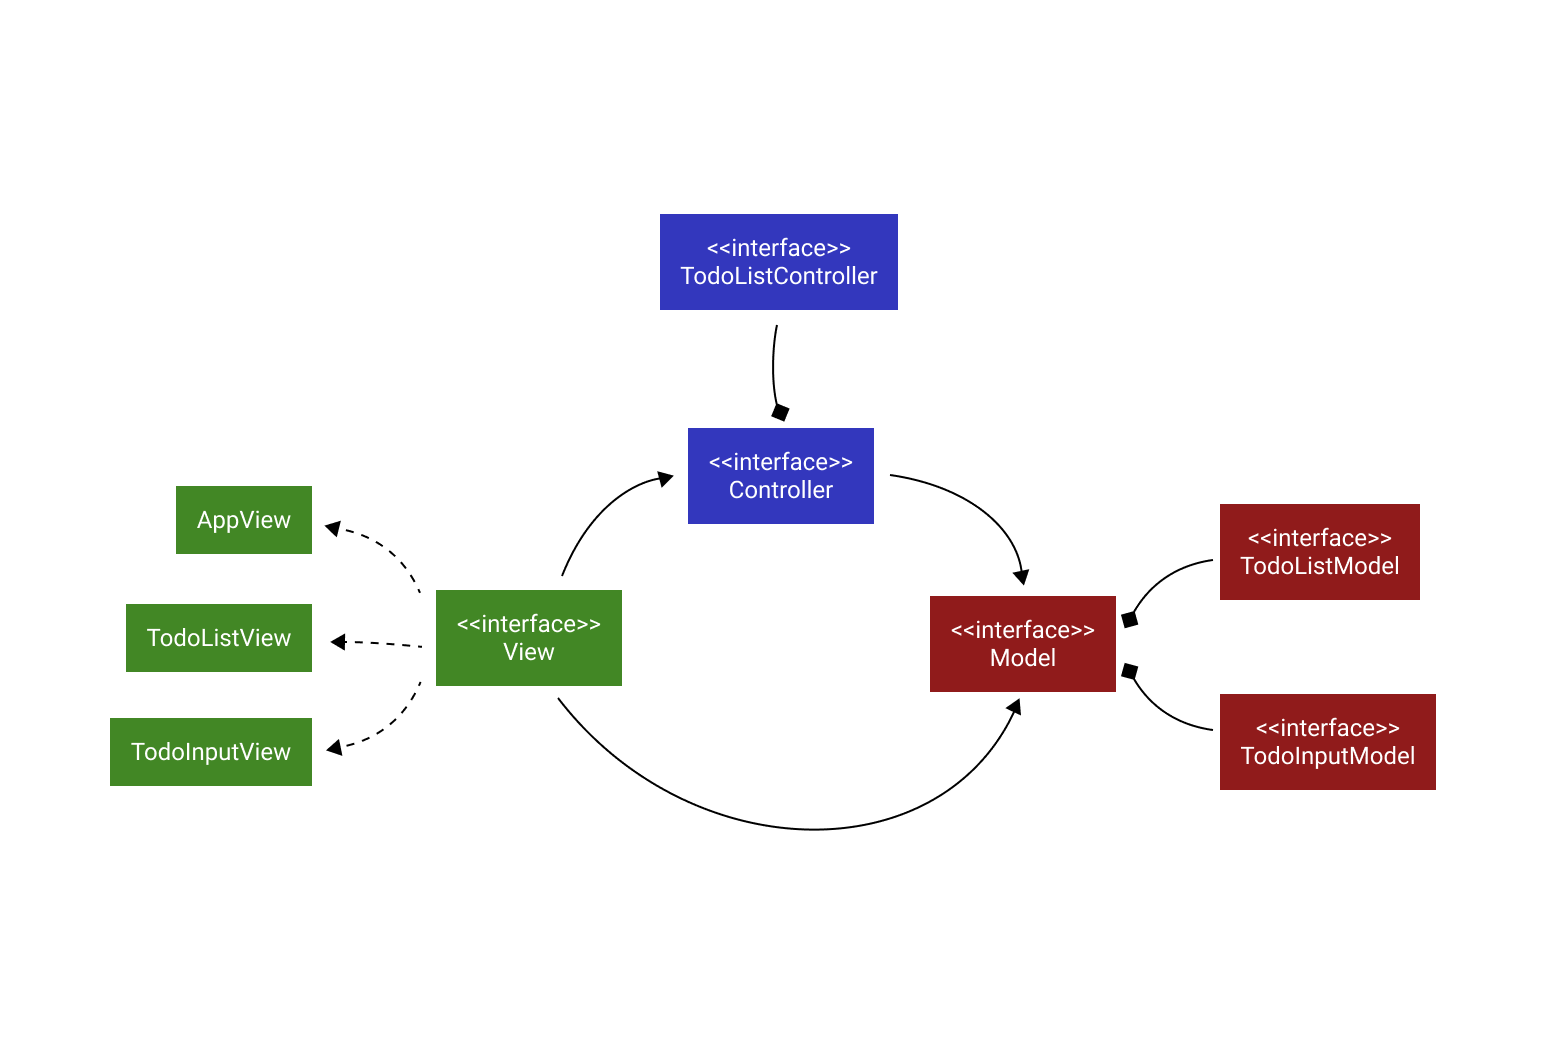 <<interface>>
TodoListController
<<interface>>
Controller
AppView
TodoListView
TodoInputView
<<interface>>
View
<<interface>>
Model
<<interface>>
TodoListModel
<<interface>>
TodoInputModel